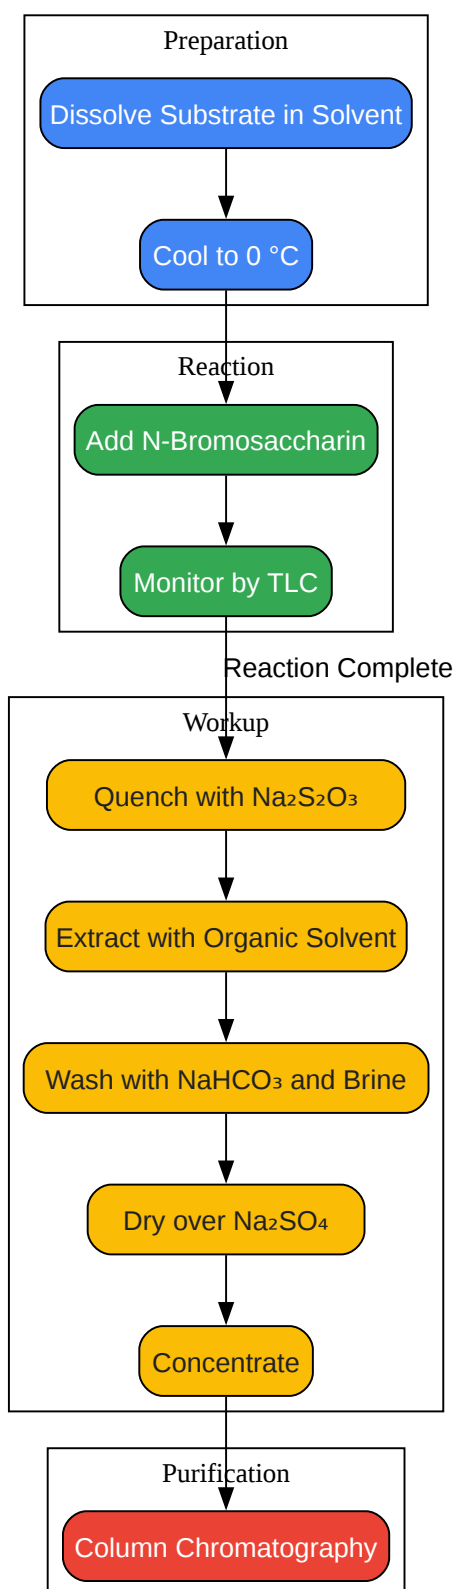 Preparation
Dissolve Substrate in Solvent
Cool to 0 °C
Reaction
Add N-Bromosaccharin
Monitor by TLC
Reaction Complete
Workup
Quench with Na₂S₂O₃
Extract with Organic Solvent
Wash with NaHCO₃ and Brine
Dry over Na₂SO₄
Concentrate
Purification
Column Chromatography